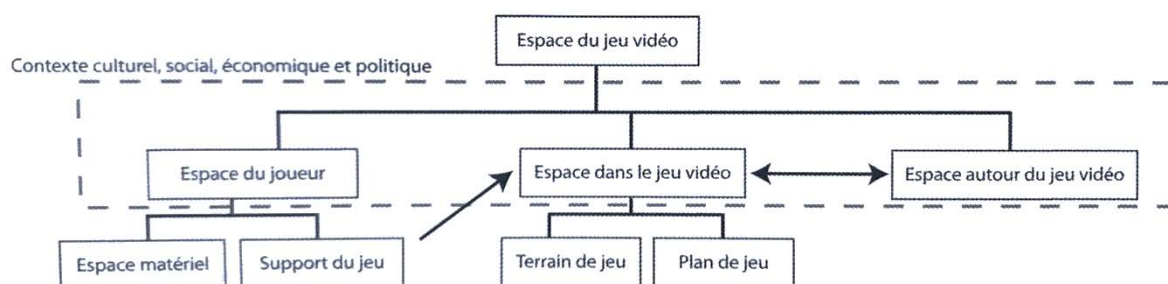 Espace du jeu vidéo
Contexte culturel, social, économique et politique
Espace du joueur
Espace dans le jeu vidéo
Espace autour du jeu vidéo
Espace matériel
Support du jeu
Terrain de jeu
Plan de jeu